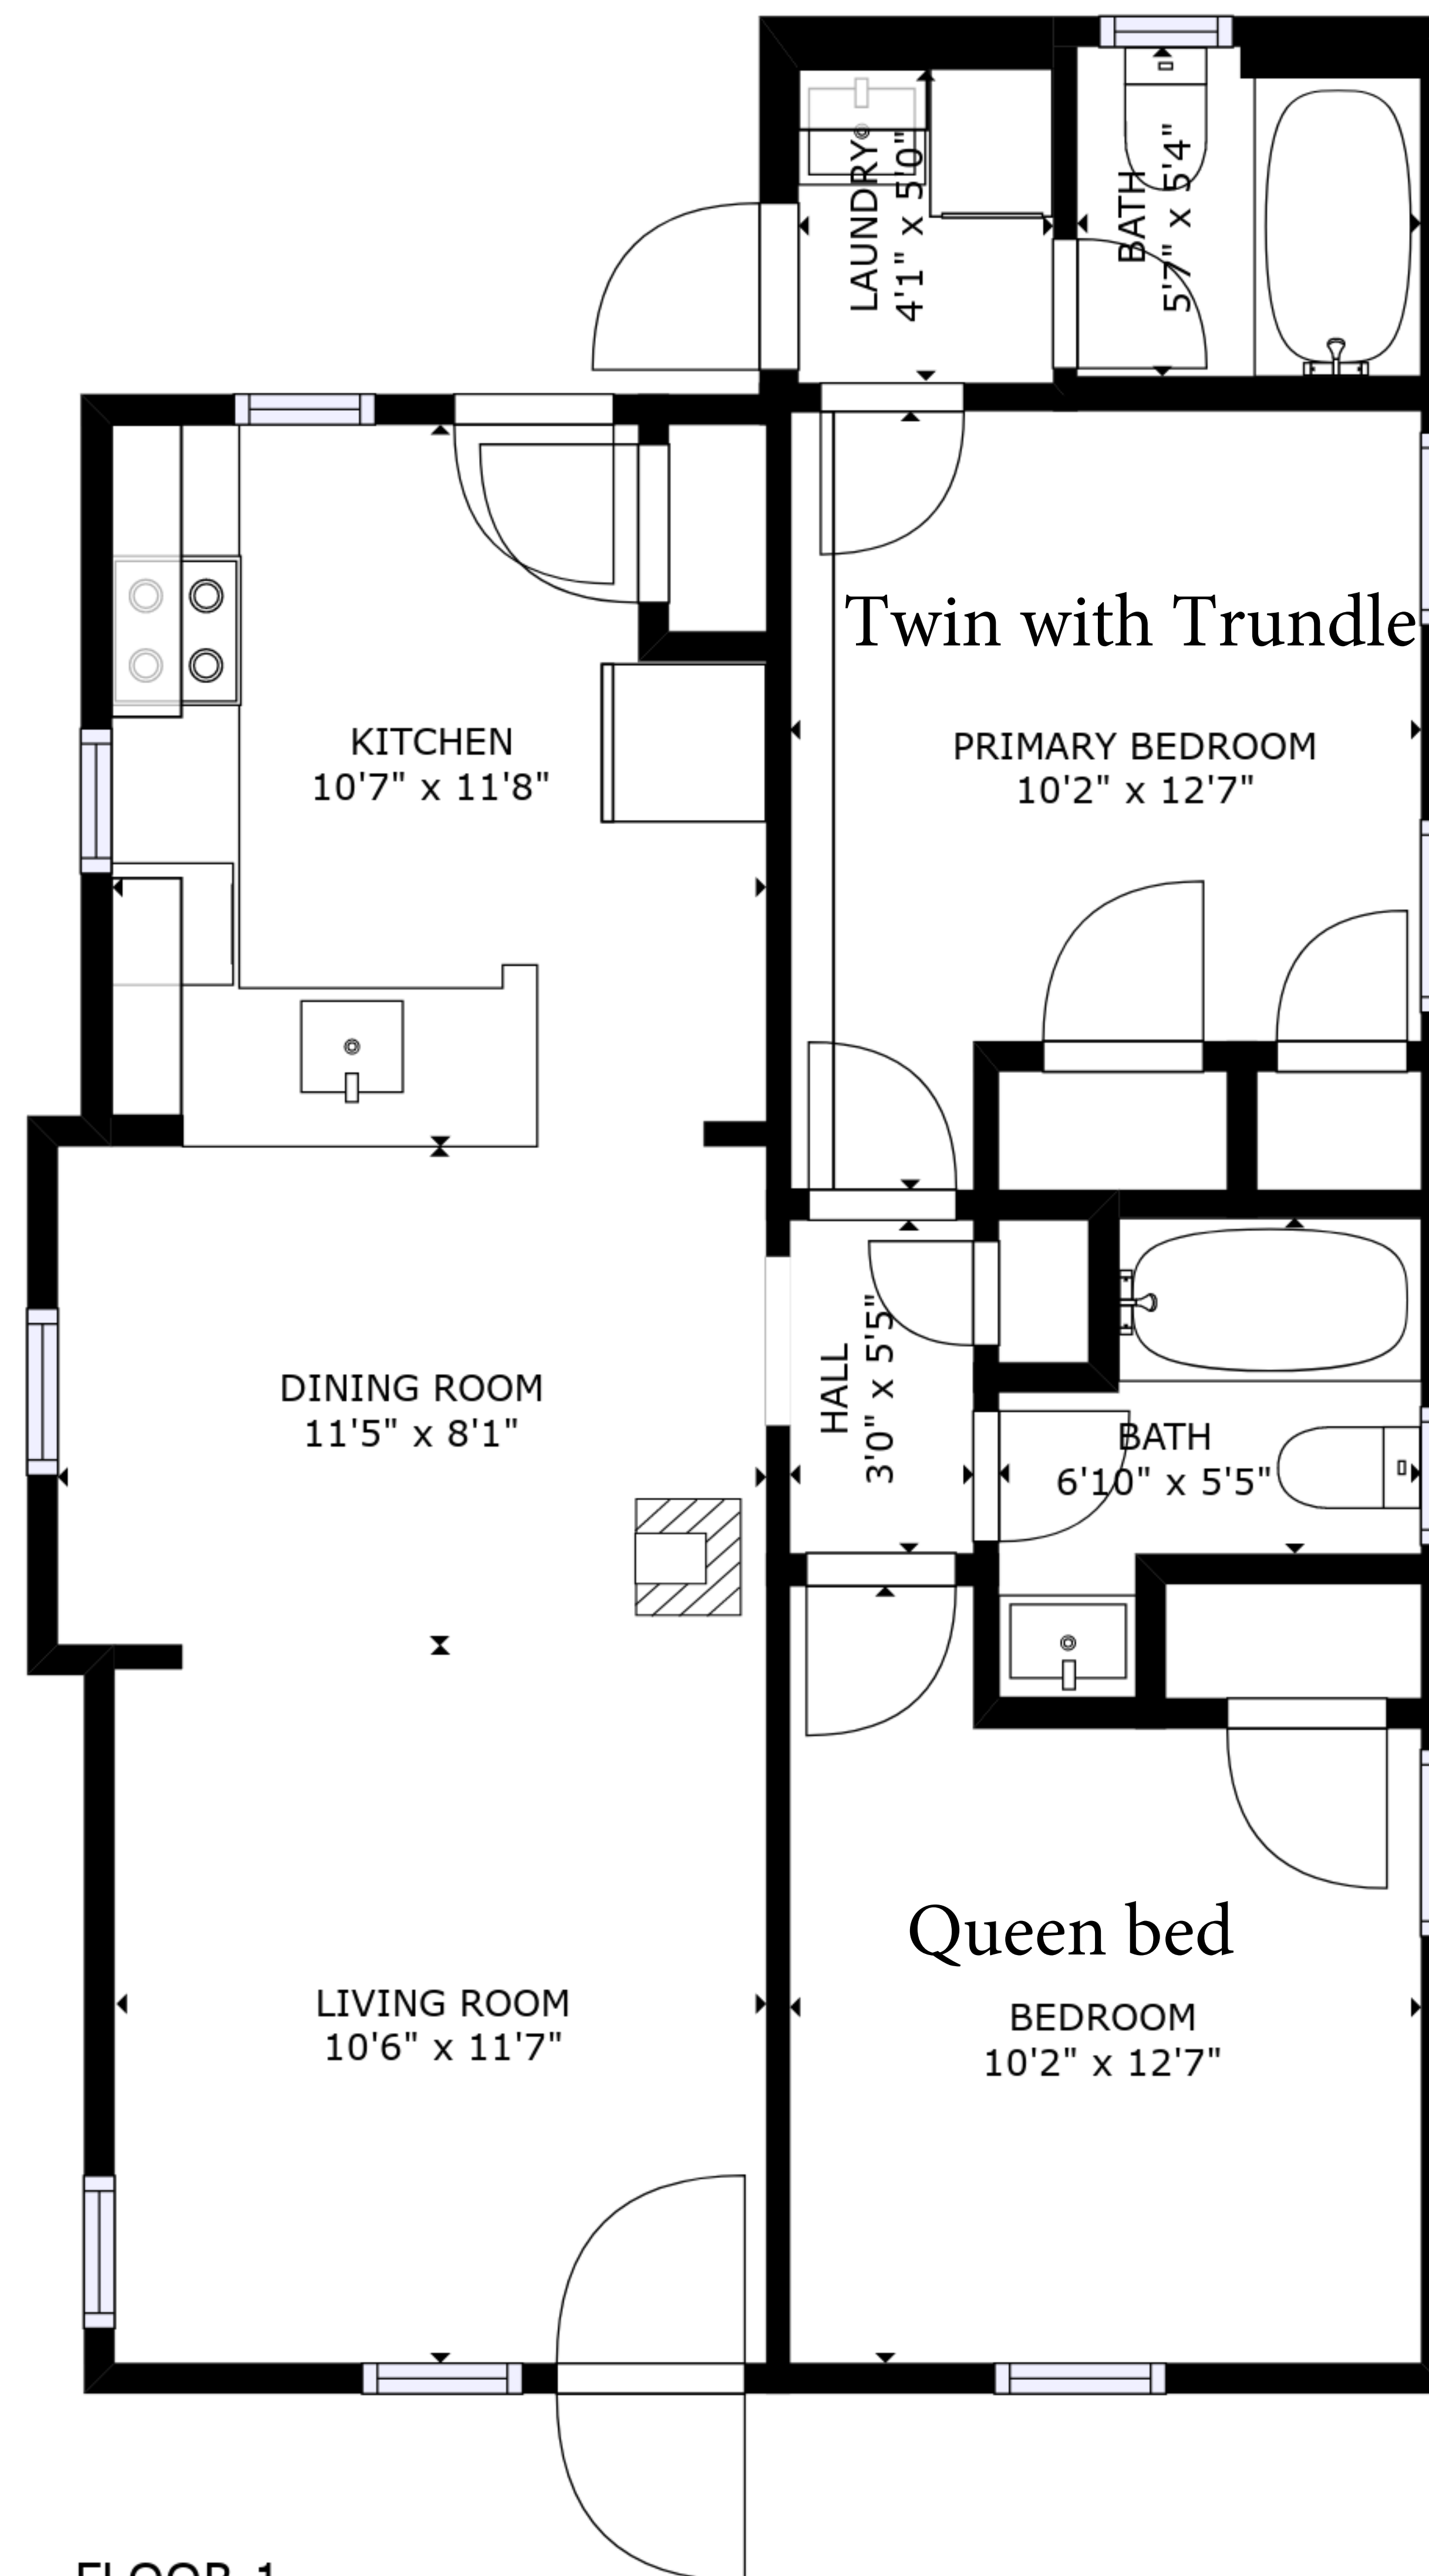 LAUNDRY
4'1" x 5'0"
BATH
5'7" x 5'4"
Twin with Trundle
KITCHEN
10'7" x 11'8"
PRIMARY BEDROOM
10'2" x 12'7"
DINING ROOM
11'5" x 8'1"
HALL
3'0" x 5'5"
BATH
6'10" x 5'5"
Queen bed
LIVING ROOM
10'6" x 11'7"
BEDROOM
10'2" x 12'7"
FLOOR 1